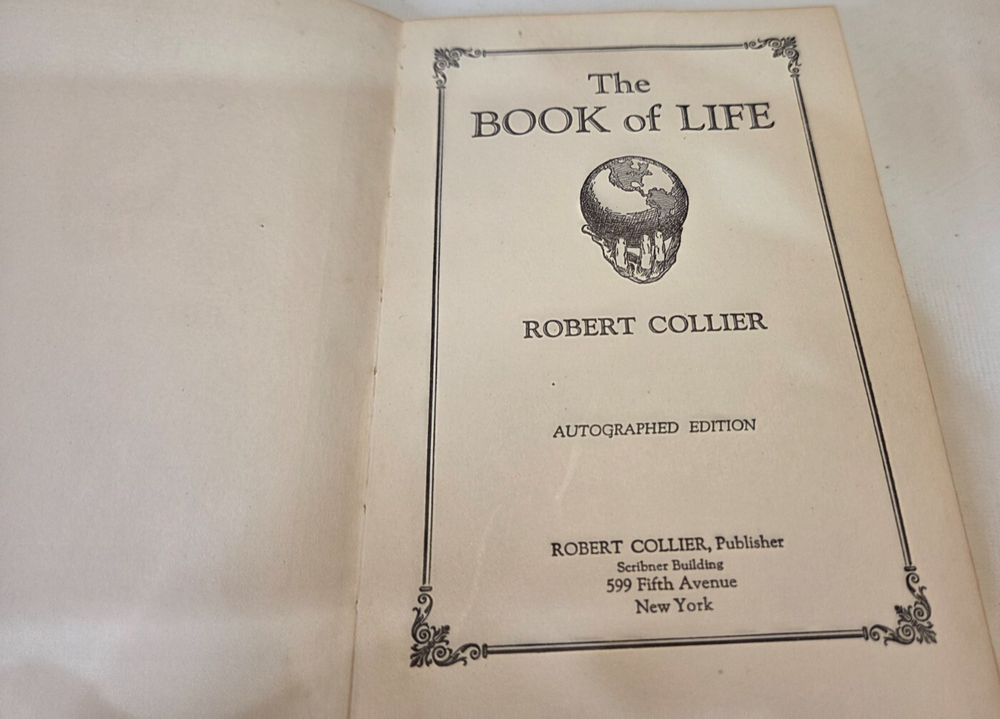 The
BOOK of LIFE
ROBERT COLLIER
AUTOGRAPHED EDITION
ROBERT COLLIER, Publisher
Scribner Building
599 Fifth Avenue
New York